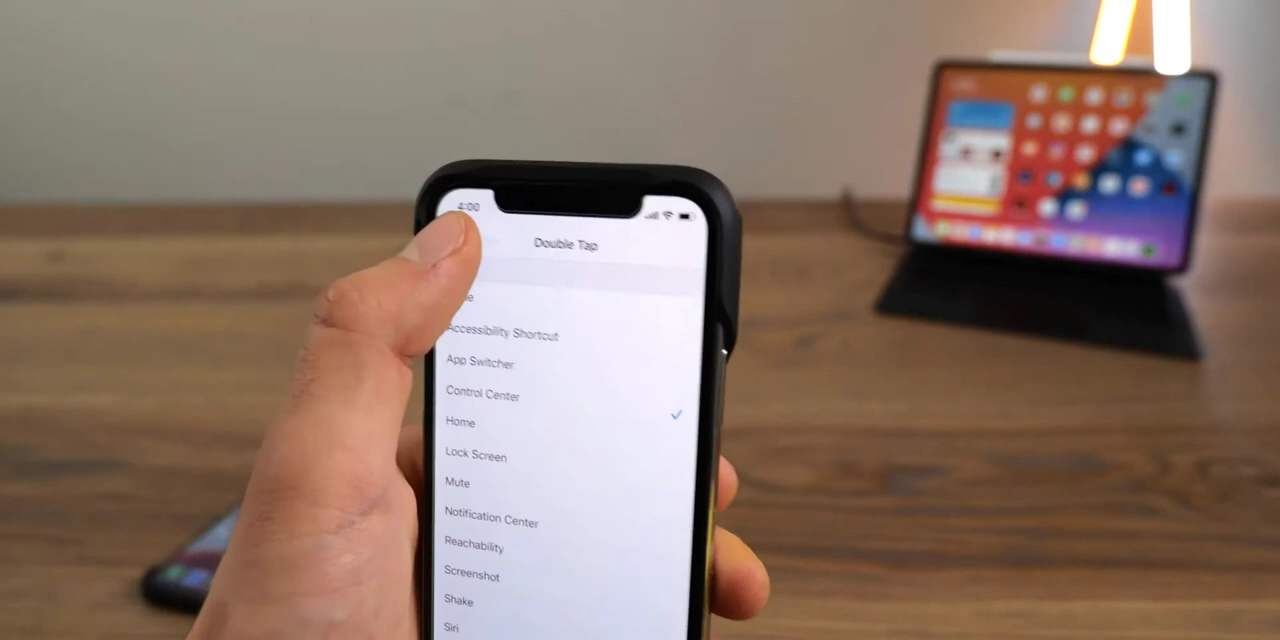 4:00
Double Tap
Accessibility Shortcut
App Switcher
Control Center
Home
Lock Screen
Mute
Notification Center
Reachability
Screenshot
Shake
Siri